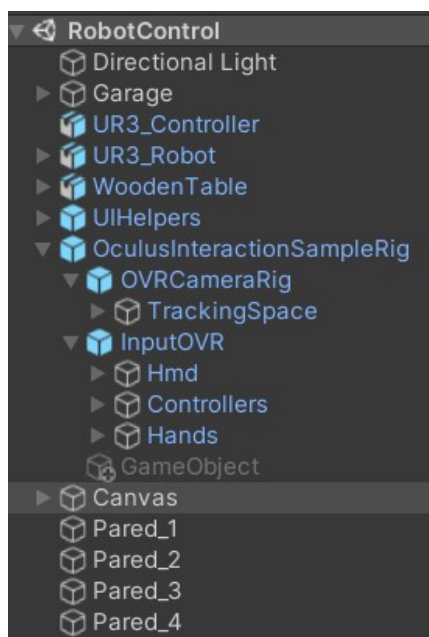 RobotControl
Directional Light
Garage
UR3_Controller
UR3_Robot
WoodenTable
UIHelpers
OculusInteractionSampleRig
OVRCameraRig
TrackingSpace
InputOVR
Hmd
Controllers
Hands
GameObject
Canvas
Pared_1
Pared_2
Pared_3
Pared_4